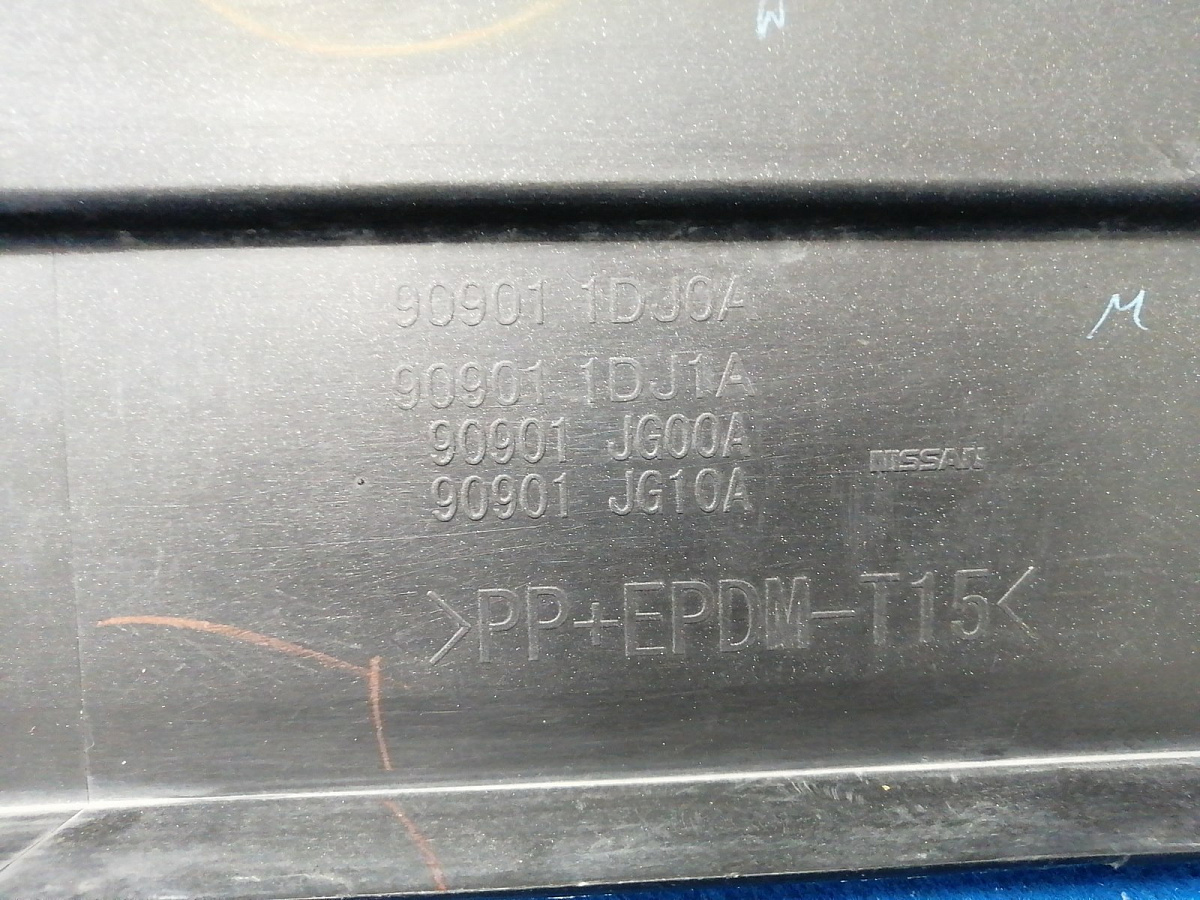 90901 1DJ0A
90901 1DJ1A
90901 JG00A
90901 JG10A
NISSAN
>PP+EPDM-T15<
M